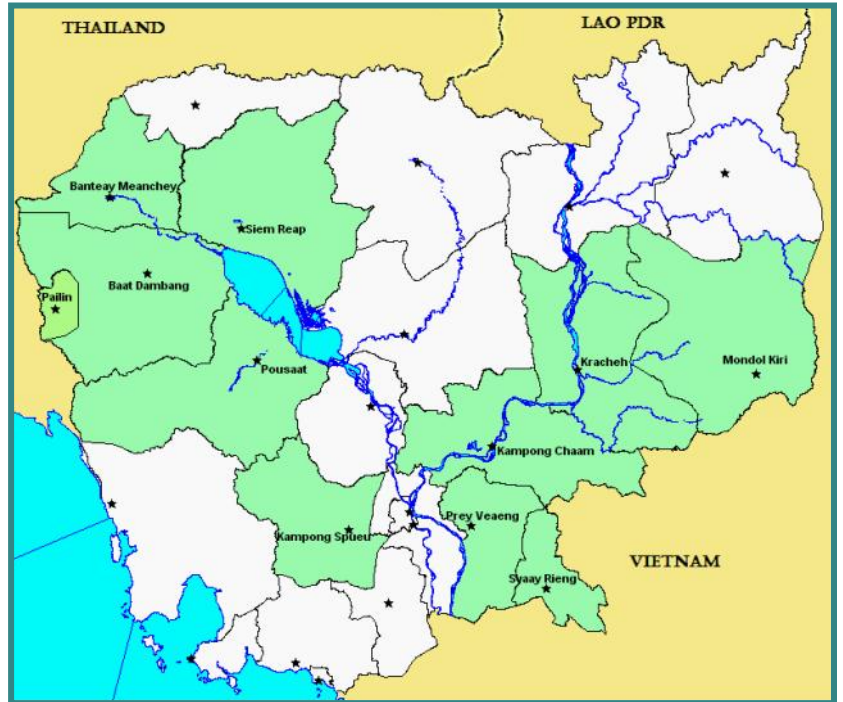 THAILAND
LAO PDR
Banteay Meanchey
Siem Reap
Baat Dambang
Pailin
Pousaat
Kracheh
Mondol Kiri
Kampong Chaam
Prey Veaeng
Kampong Spueu
VIETNAM
Svaay Rieng